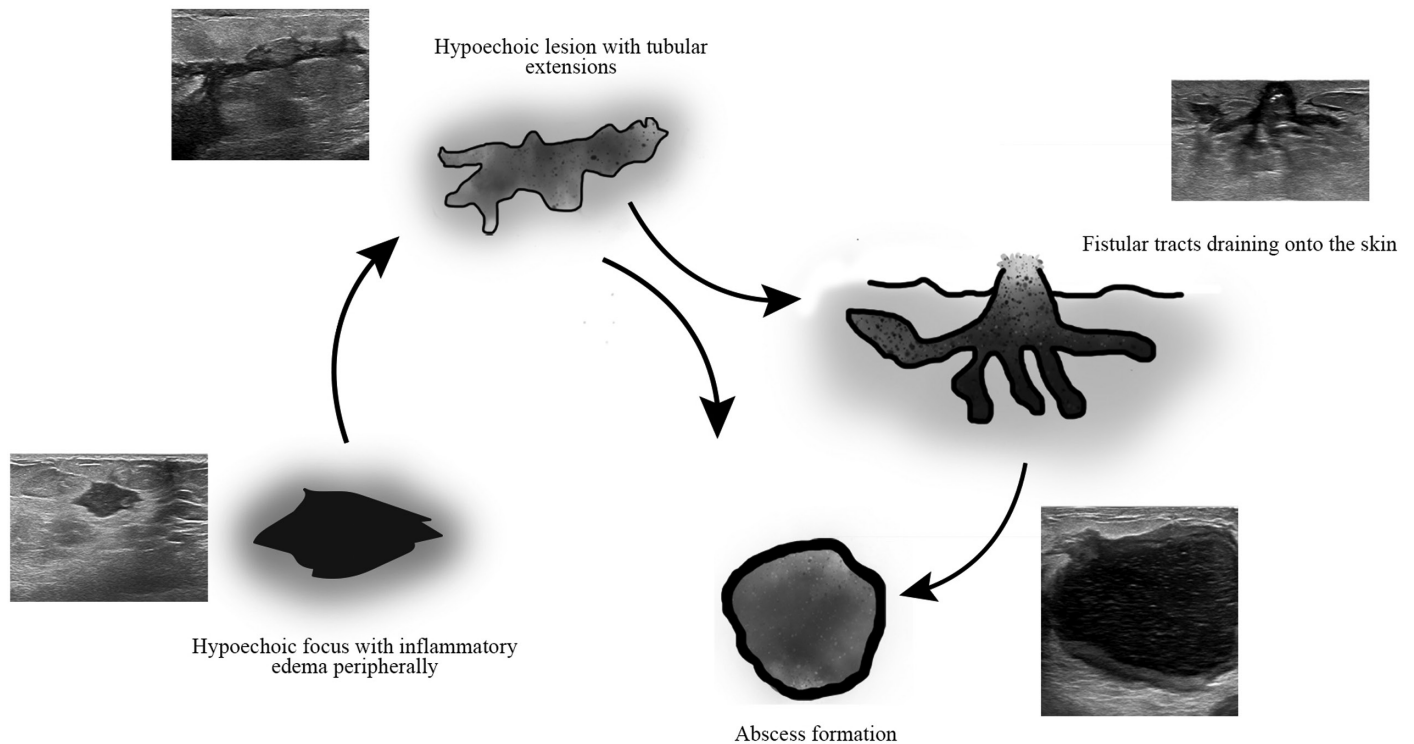 Hypoechoic lesion with tubular
extensions
Fistular tracts draining onto the skin
Hypoechoic focus with inflammatory
edema peripherally
Abscess formation